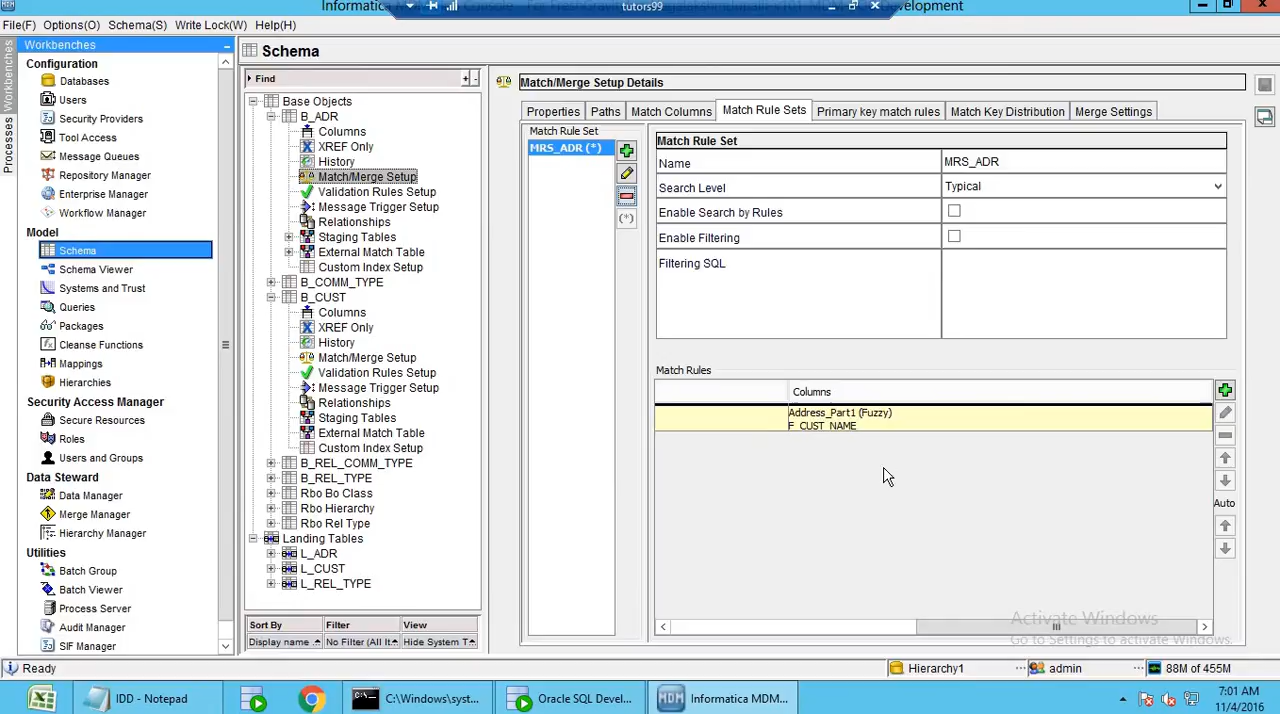 tutors99
Informatica M
Development
File(F) Options(O) Schema(S) Write Lock(W) Help(H)
Workbenches
Processes
Workbenches
Configuration
Databases
Users
Security Providers
Tool Access
Message Queues
Repository Manager
Enterprise Manager
Workflow Manager
Model
Schema
Schema Viewer
Systems and Trust
Queries
Packages
Cleanse Functions
Mappings
Hierarchies
Security Access Manager
Secure Resources
Roles
Users and Groups
Data Steward
Data Manager
Merge Manager
Hierarchy Manager
Utilities
Batch Group
Batch Viewer
Process Server
Audit Manager
SIF Manager
Schema
Find
Base Objects
B_ADR
Columns
XREF Only
History
Match/Merge Setup
Validation Rules Setup
Message Trigger Setup
Relationships
Staging Tables
External Match Table
Custom Index Setup
B_COMM_TYPE
B_CUST
Columns
XREF Only
History
Match/Merge Setup
Validation Rules Setup
Message Trigger Setup
Relationships
Staging Tables
External Match Table
Custom Index Setup
B_REL_COMM_TYPE
B_REL_TYPE
Rbo Bo Class
Rbo Hierarchy
Rbo Rel Type
Landing Tables
L_ADR
L_CUST
L_REL_TYPE
Sort By Filter View
Display name No Filter (All It Hide System T
Match/Merge Setup Details
Properties Paths Match Columns Match Rule Sets Primary key match rules Match Key Distribution Merge Settings
Match Rule Set
MRS_ADR (*)
(*)
Match Rule Set
Name MRS_ADR
Search Level Typical
Enable Search by Rules
Enable Filtering
Filtering SQL
Match Rules
Columns
Address_Part1 (Fuzzy)
F_CUST_NAME
Auto
Activate Windows
Go to Settings to activate Windows.
Ready
Hierarchy1
admin
88M of 455M
IDD - Notepad
C:\Windows\syst...
Oracle SQL Devel...
MDM Informatica MDM...
7:01 AM
11/4/2016